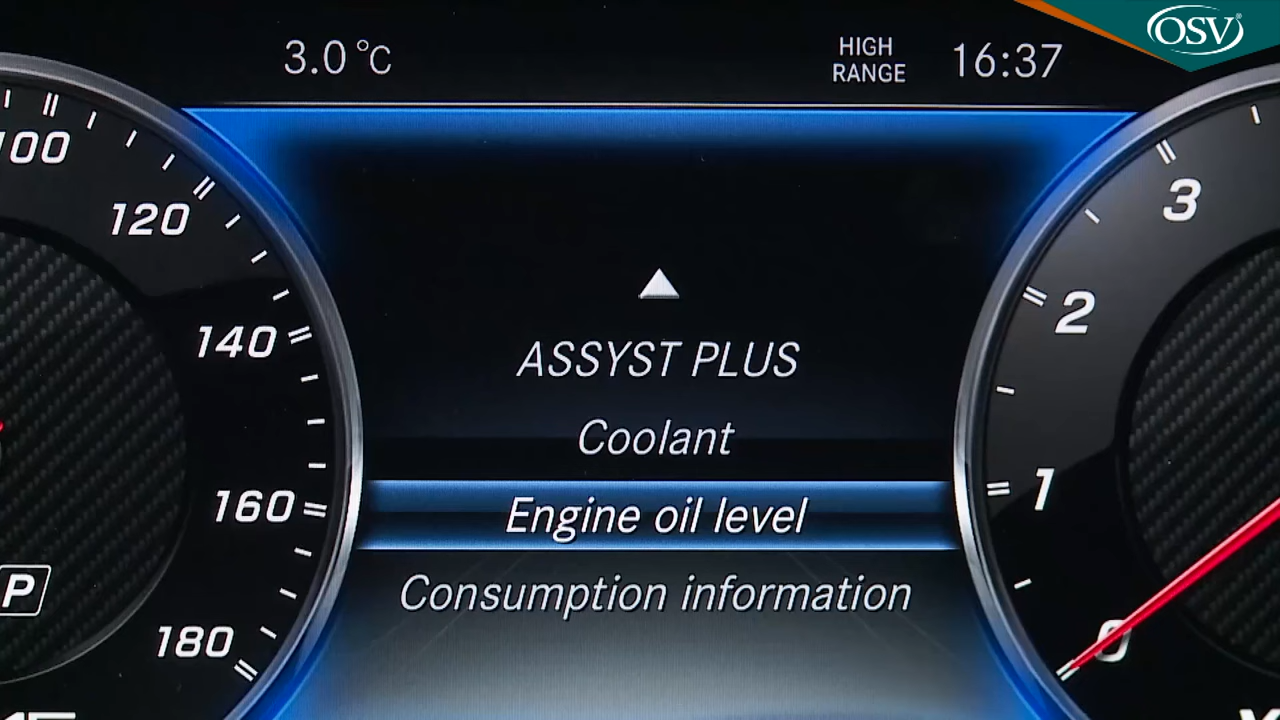 3.0 °C
HIGH
RANGE
16:37
OSV
100
120
140
160
180
P
ASSYST PLUS
Coolant
Engine oil level
Consumption information
3
2
1
0